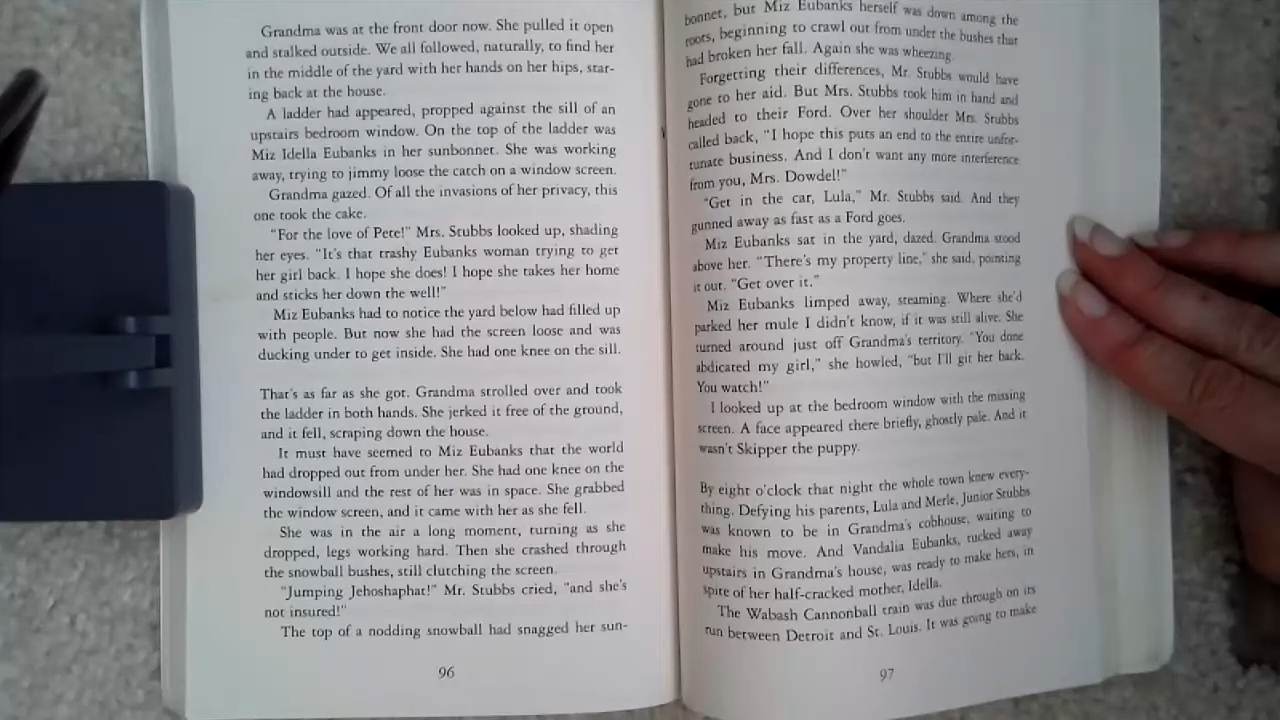 Grandma was at the front door now. She pulled it open
and stalked outside. We all followed, naturally, to find her
in the middle of the yard with her hands on her hips, star-
ing back at the house.
A ladder had appeared, propped against the sill of an
upstairs bedroom window. On the top of the ladder was
Miz Idella Eubanks in her sunbonnet. She was working
away, trying to jimmy loose the catch on a window screen.
Grandma gazed. Of all the invasions of her privacy, this
one took the cake.
"For the love of Pete!" Mrs. Stubbs looked up, shading
her eyes. "It's that trashy Eubanks woman trying to get
her girl back. I hope she does! I hope she takes her home
and sticks her down the well!"
Miz Eubanks had to notice the yard below had filled up
with people. But now she had the screen loose and was
ducking under to get inside. She had one knee on the sill.
That's as far as she got. Grandma strolled over and took
the ladder in both hands. She jerked it free of the ground,
and it fell, scraping down the house.
It must have seemed to Miz Eubanks that the world
had dropped out from under her. She had one knee on the
windowsill and the rest of her was in space. She grabbed
the window screen, and it came with her as she fell.
She was in the air a long moment, turning as she
dropped, legs working hard. Then she crashed through
the snowball bushes, still clutching the screen.
"Jumping Jehoshaphat!" Mr. Stubbs cried, "and she's
not insured!"
The top of a nodding snowball had snagged her sun-
96
bonnet, but Miz Eubanks herself was down among the
roots, beginning to crawl out from under the bushes that
had broken her fall. Again she was wheezing.
Forgetting their differences, Mr. Stubbs would have
gone to her aid. But Mrs. Stubbs took him in hand and
headed to their Ford. Over her shoulder Mrs. Stubbs
called back, "I hope this puts an end to the entire unfor-
tunate business. And I don't want any more interference
from you, Mrs. Dowdel!"
"Get in the car, Lula," Mr. Stubbs said. And they
gunned away as fast as a Ford goes.
Miz Eubanks sat in the yard, dazed. Grandma stood
above her. "There's my property line," she said, pointing
it out. "Get over it."
Miz Eubanks limped away, steaming. Where she'd
parked her mule I didn't know, if it was still alive. She
turned around just off Grandma's territory. "You done
abdicated my girl," she howled, "but I'll git her back.
You watch!"
I looked up at the bedroom window with the missing
screen. A face appeared there briefly, ghostly pale. And it
wasn't Skipper the puppy.
By eight o'clock that night the whole town knew every-
thing. Defying his parents, Lula and Merle, Junior Stubbs
was known to be in Grandma's cobhouse, waiting to
make his move. And Vandalia Eubanks, tucked away
upstairs in Grandma's house, was ready to make hers, in
spite of her half-cracked mother, Idella.
The Wabash Cannonball train was due through on its
run between Detroit and St. Louis. It was going to make
97